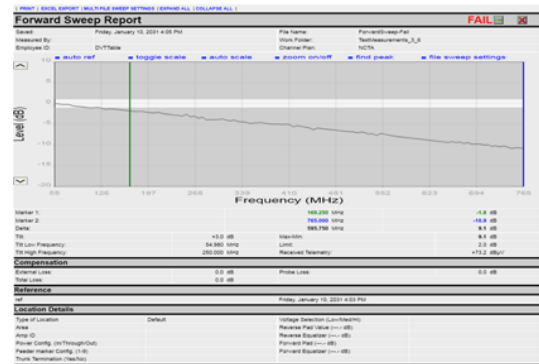 | PRINT | EXCEL EXPORT | MULTI FILE SWEEP SETTINGS | EXPAND ALL | COLLAPSE ALL |
Forward Sweep Report FAIL
Saved: Friday, January 10, 2031 4:05 PM File Name: ForwardSweep-Fail
Measured By: Work Folder: TestMeasurements_3_6
Employee ID: DVTTable Channel Plan: NCTA
auto ref toggle scale auto scale zoom on/off find peak file sweep settings
10
5
0
-5
-10
-15
-20
Level (dB)
55 126 197 268 339 410 481 552 623 694 765
Frequency (MHz)
Marker 1: 169.250 MHz -1.8 dB
Marker 2: 765.000 MHz -10.9 dB
Delta: 595.750 MHz 9.1 dB
Tilt: +3.0 dB Max-Min: 9.1 dB
Tilt Low Frequency: 54.980 MHz Limit: 2.0 dB
Tilt High Frequency: 250.000 MHz Received Telemetry: +73.2 dBµV
Compensation
External Loss: 0.0 dB Probe Loss: 0.0 dB
Total Loss: 0.0 dB
Reference
ref Friday, January 10, 2031 4:03 PM
Location Details
Type of Location Default Voltage Selection (Low/Med/Hi)
Area Reverse Pad Value (--.- dB)
Amp ID Reverse Equalizer (--.- dB)
Power Config. (In/Through/Out) Forward Pad (--.- dB)
Feeder Marker Config. (1-9) Forward Equalizer (--.- dB)
Trunk Termination (Yes/No)